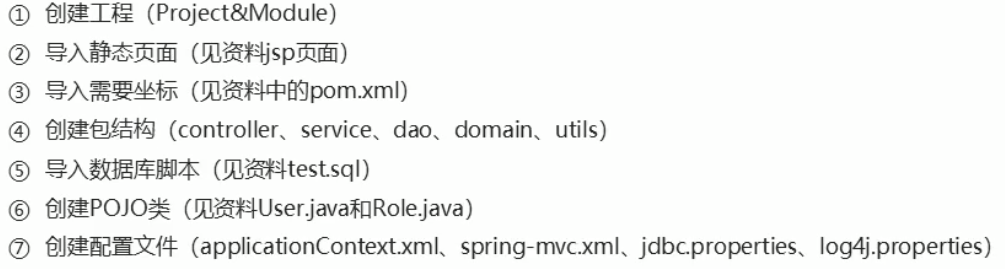 ① 创建工程（Project&Module）
② 导入静态页面（见资料jsp页面）
③ 导入需要坐标（见资料中的pom.xml）
④ 创建包结构（controller、service、dao、domain、utils）
⑤ 导入数据库脚本（见资料test.sql）
⑥ 创建POJO类（见资料User.java和Role.java）
⑦ 创建配置文件（applicationContext.xml、spring-mvc.xml、jdbc.properties、log4j.properties）